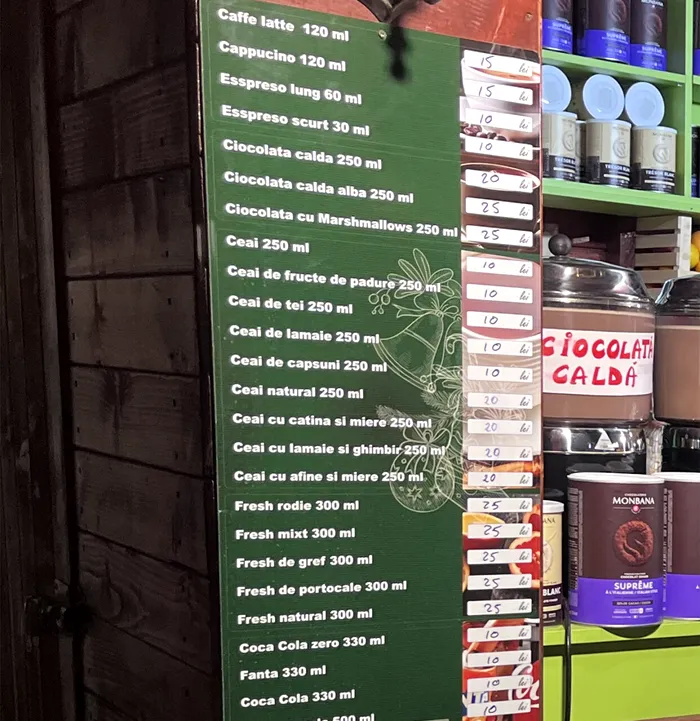 Caffe latte 120 ml 15 lei
Cappucino 120 ml 15 lei
Esspreso lung 60 ml 10 lei
Esspreso scurt 30 ml 10 lei
Ciocolata calda 250 ml 20 lei
Ciocolata calda alba 250 ml 25 lei
Ciocolata cu Marshmallows 250 ml 25 lei
Ceai 250 ml 10 lei
Ceai de fructe de padure 250 ml 10 lei
Ceai de tei 250 ml 10 lei
Ceai de lamaie 250 ml 10 lei
Ceai de capsuni 250 ml 10 lei
Ceai natural 250 ml 20 lei
Ceai cu catina si miere 250 ml 20 lei
Ceai cu lamaie si ghimbir 250 ml 20 lei
Ceai cu afine si miere 250 ml 20 lei
Fresh rodie 300 ml 25 lei
Fresh mixt 300 ml 25 lei
Fresh de gref 300 ml 25 lei
Fresh de portocale 300 ml 25 lei
Fresh natural 300 ml 25 lei
Coca Cola zero 330 ml 10 lei
Fanta 330 ml 10 lei
Coca Cola 330 ml 10 lei
500 ml
CIOCOLATĂ
CALDĂ
MONBANA
SUPRÊME
BLANC